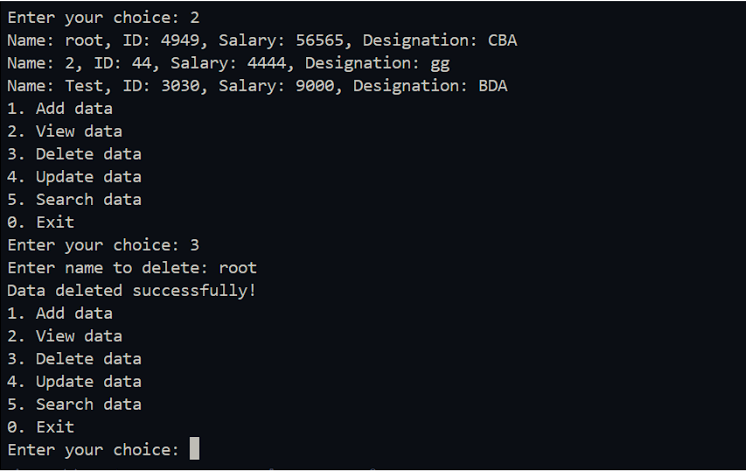 Enter your choice: 2
Name: root, ID: 4949, Salary: 56565, Designation: CBA
Name: 2, ID: 44, Salary: 4444, Designation: gg
Name: Test, ID: 3030, Salary: 9000, Designation: BDA
1. Add data
2. View data
3. Delete data
4. Update data
5. Search data
0. Exit
Enter your choice: 3
Enter name to delete: root
Data deleted successfully!
1. Add data
2. View data
3. Delete data
4. Update data
5. Search data
0. Exit
Enter your choice: